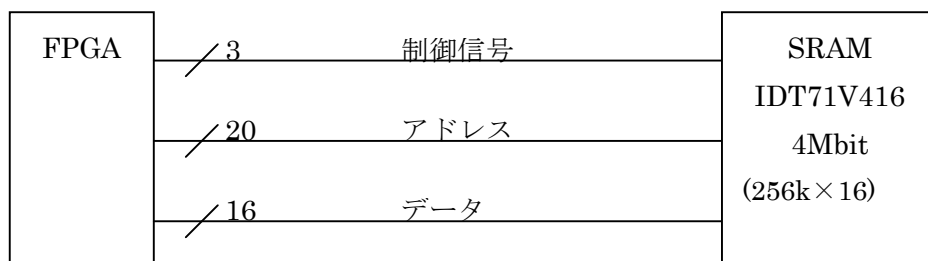 FPGA
3 制御信号
20 アドレス
16 データ
SRAM
IDT71V416
4Mbit
(256k×16)